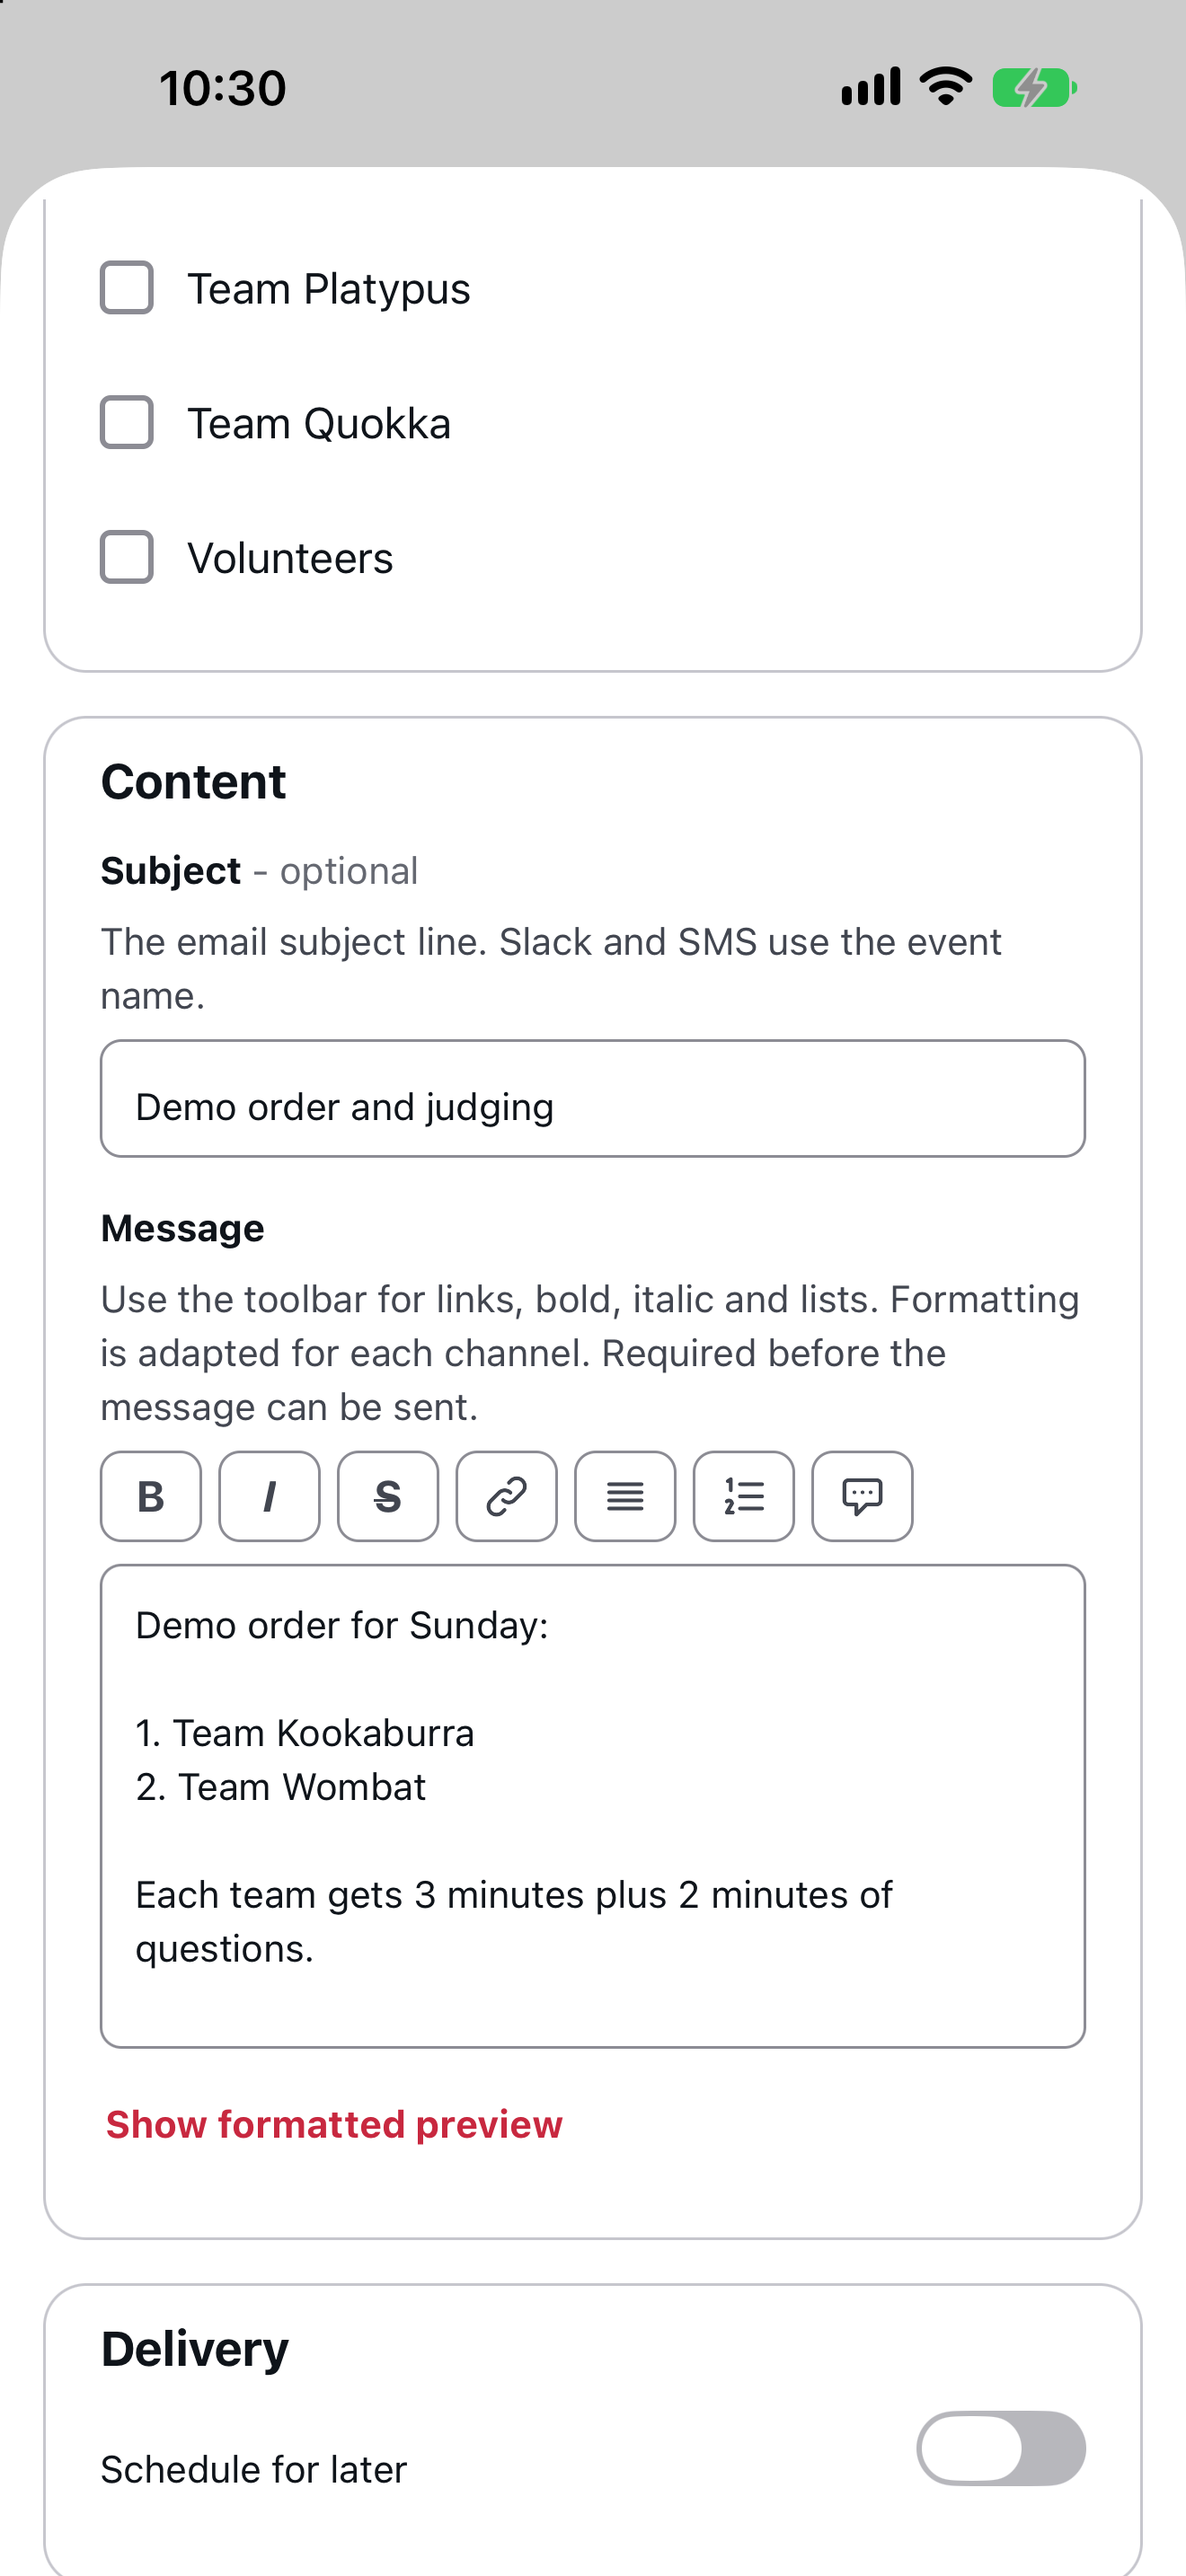 10:30
Team Platypus
Team Quokka
Volunteers
Content
Subject - optional
The email subject line. Slack and SMS use the event
name.
Demo order and judging
Message
Use the toolbar for links, bold, italic and lists. Formatting
is adapted for each channel. Required before the
message can be sent.
B I S 1 2
Demo order for Sunday:
1. Team Kookaburra
2. Team Wombat
Each team gets 3 minutes plus 2 minutes of
questions.
Show formatted preview
Delivery
Schedule for later